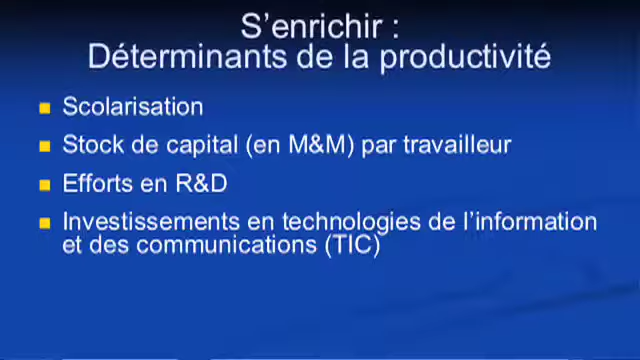 S’enrichir :
Déterminants de la productivité
Scolarisation
Stock de capital (en M&M) par travailleur
Efforts en R&D
Investissements en technologies de l’information
et des communications (TIC)